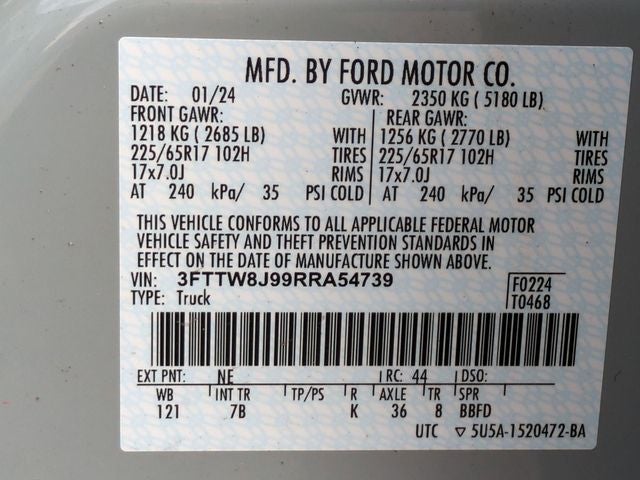 MFD. BY FORD MOTOR CO.
DATE: 01/24 GVWR: 2350 KG ( 5180 LB)
FRONT GAWR: REAR GAWR:
1218 KG ( 2685 LB) WITH 1256 KG ( 2770 LB) WITH
225/65R17 102H TIRES 225/65R17 102H TIRES
17x7.0J RIMS 17x7.0J RIMS
AT 240 kPa/ 35 PSI COLD AT 240 kPa/ 35 PSI COLD
THIS VEHICLE CONFORMS TO ALL APPLICABLE FEDERAL MOTOR
VEHICLE SAFETY AND THEFT PREVENTION STANDARDS IN
EFFECT ON THE DATE OF MANUFACTURE SHOWN ABOVE.
VIN: 3FTTW8J99RRA54739 F0224
TYPE: Truck T0468
EXT PNT: NE RC: 44 DSO:
WB INT TR TP/PS R AXLE TR SPR
121 7B K 36 8 BBFD
UTC ▽ 5U5A-1520472-BA